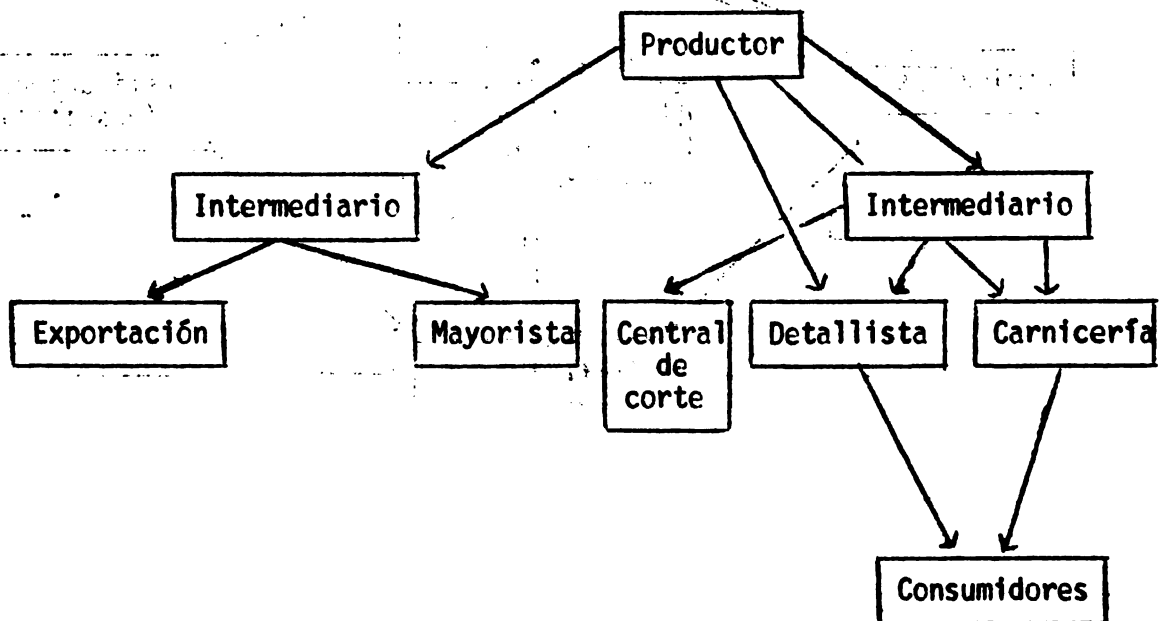 Productor
Intermediario
Intermediario
Exportación
Mayorista
Central
de
corte
Detallista
Carnicería
Consumidores